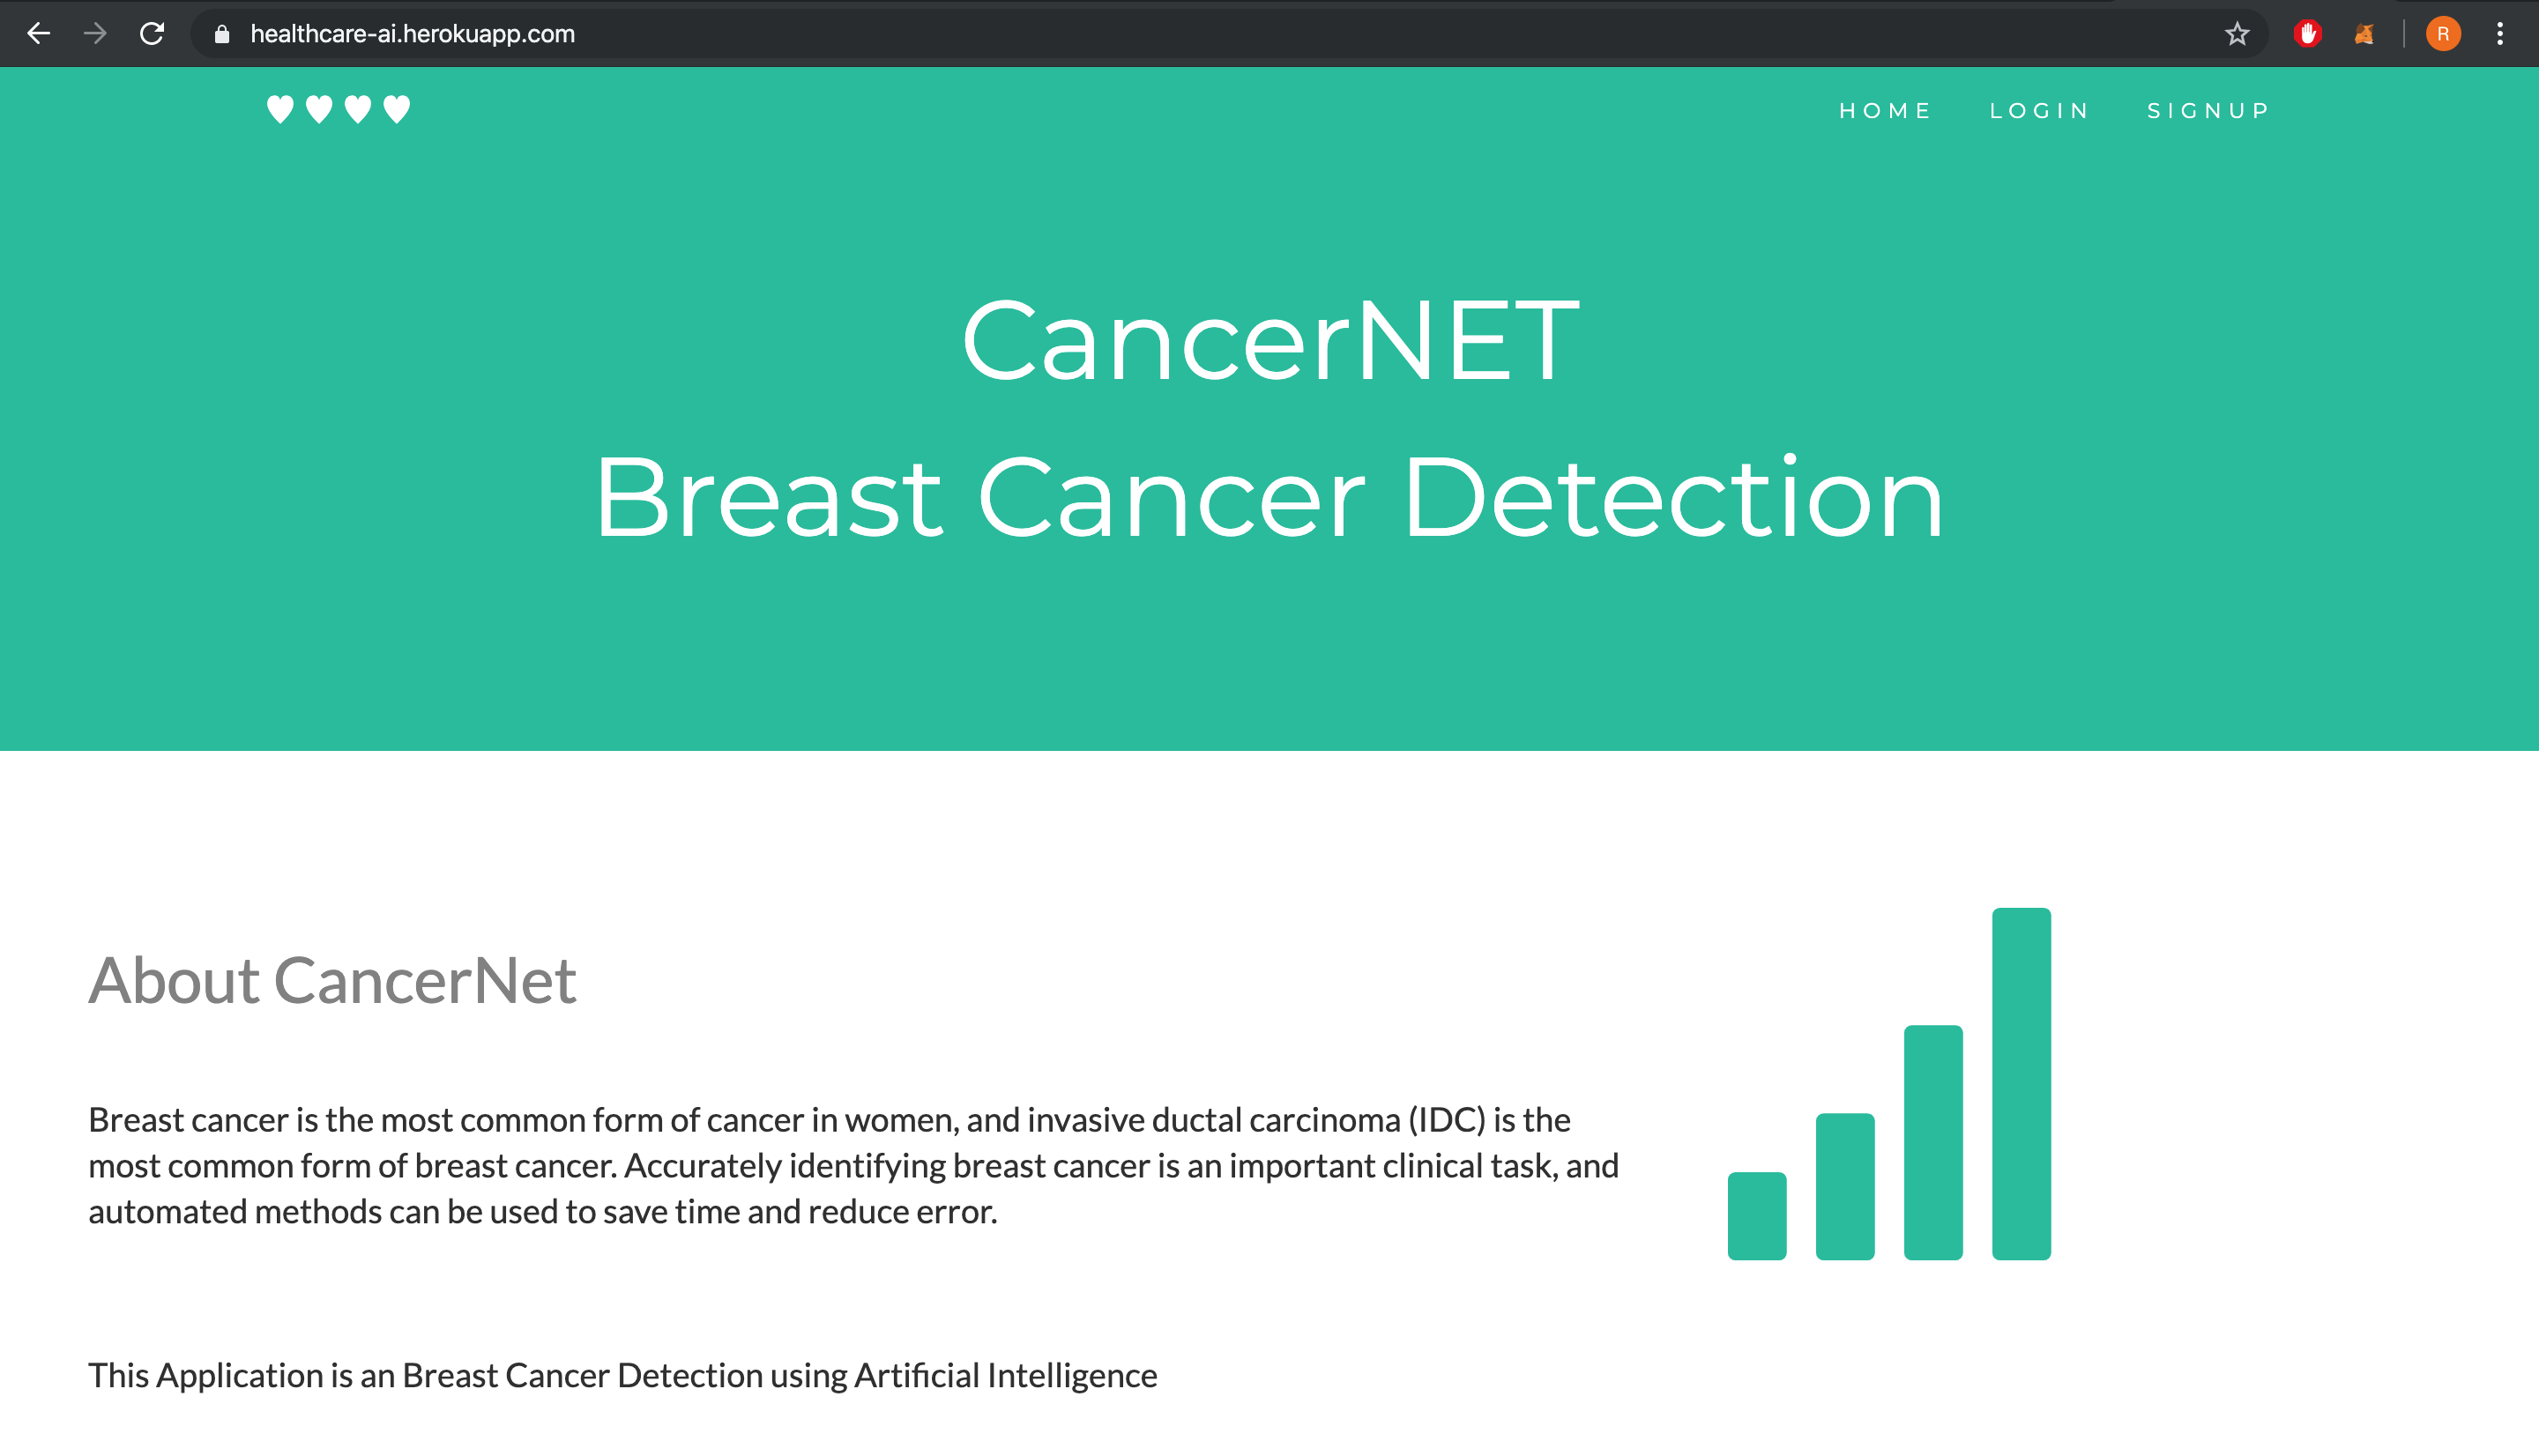 healthcare-ai.herokuapp.com
R
HOME LOGIN SIGNUP
CancerNET
Breast Cancer Detection
About CancerNet
Breast cancer is the most common form of cancer in women, and invasive ductal carcinoma (IDC) is the
most common form of breast cancer. Accurately identifying breast cancer is an important clinical task, and
automated methods can be used to save time and reduce error.
This Application is an Breast Cancer Detection using Artificial Intelligence